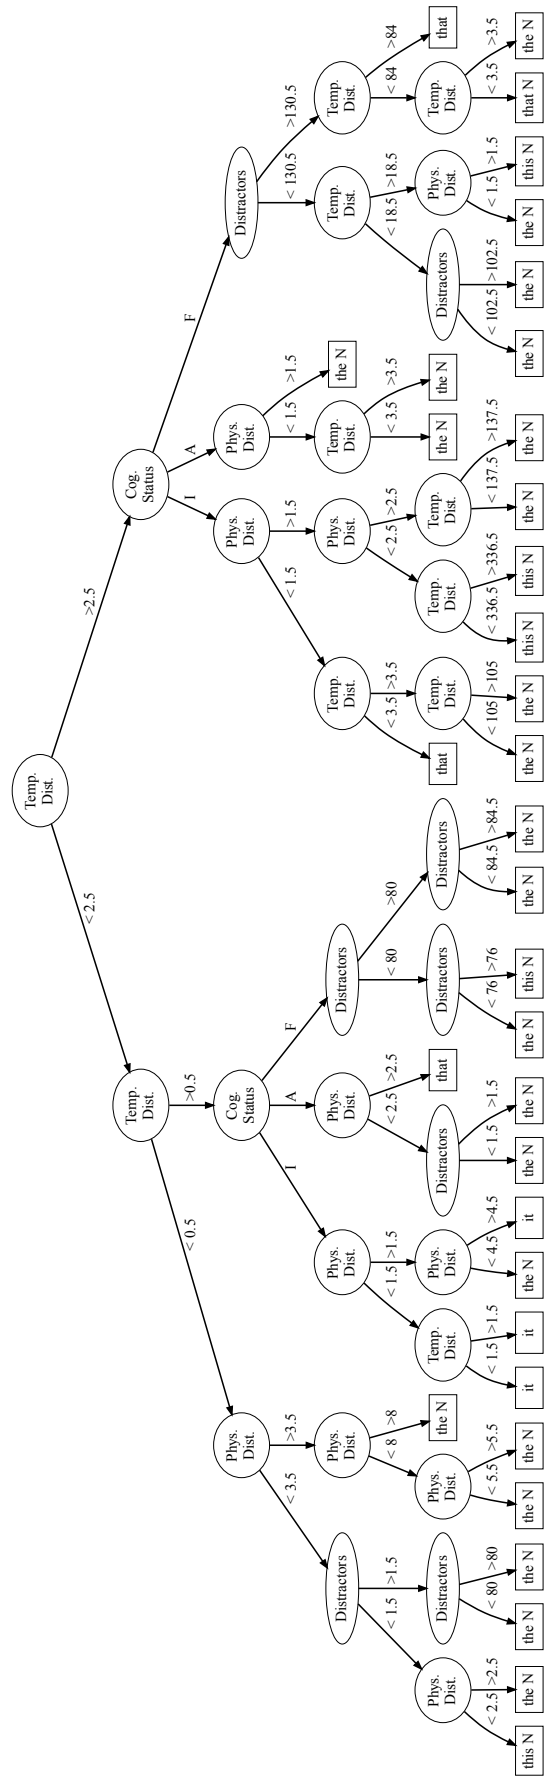 Temp.
Dist.
< 2.5 >2.5
Temp. Cog.
Dist. Status
< 0.5 >0.5 I A F
Phys. Cog. Phys. Phys. Distractors
Dist. Status Dist. Dist.
< 3.5 >3.5 I A F < 1.5 >1.5 < 1.5 >1.5 < 130.5 >130.5
Distractors Phys. Phys. Phys. Distractors Temp. Phys. Temp. the N Temp. Temp.
Dist. Dist. Dist. Dist. Dist. Dist. Dist. Dist.
< 1.5 >1.5 < 8 >8 < 1.5 >1.5 < 2.5 >2.5 < 80 >80 < 3.5 >3.5 < 2.5 >2.5 < 3.5 >3.5 < 18.5 >18.5 < 84 >84
Phys. Distractors Phys. the N Temp. Phys. Distractors that Distractors Distractors that Temp. Temp. Temp. the N the N Distractors Phys. Temp. that
Dist. Dist. Dist. Dist. Dist. Dist. Dist. Dist. Dist.
< 2.5 >2.5 < 80 >80 < 5.5 >5.5 < 1.5 >1.5 < 4.5 >4.5 < 1.5 >1.5 < 76 >76 < 84.5 >84.5 < 105 >105 < 336.5 >336.5 < 137.5 >137.5 < 102.5 >102.5 < 1.5 >1.5 < 3.5 >3.5
this N the N the N the N the N the N it it the N it the N the N the N this N the N the N the N the N this N this N the N the N the N the N the N this N that N the N